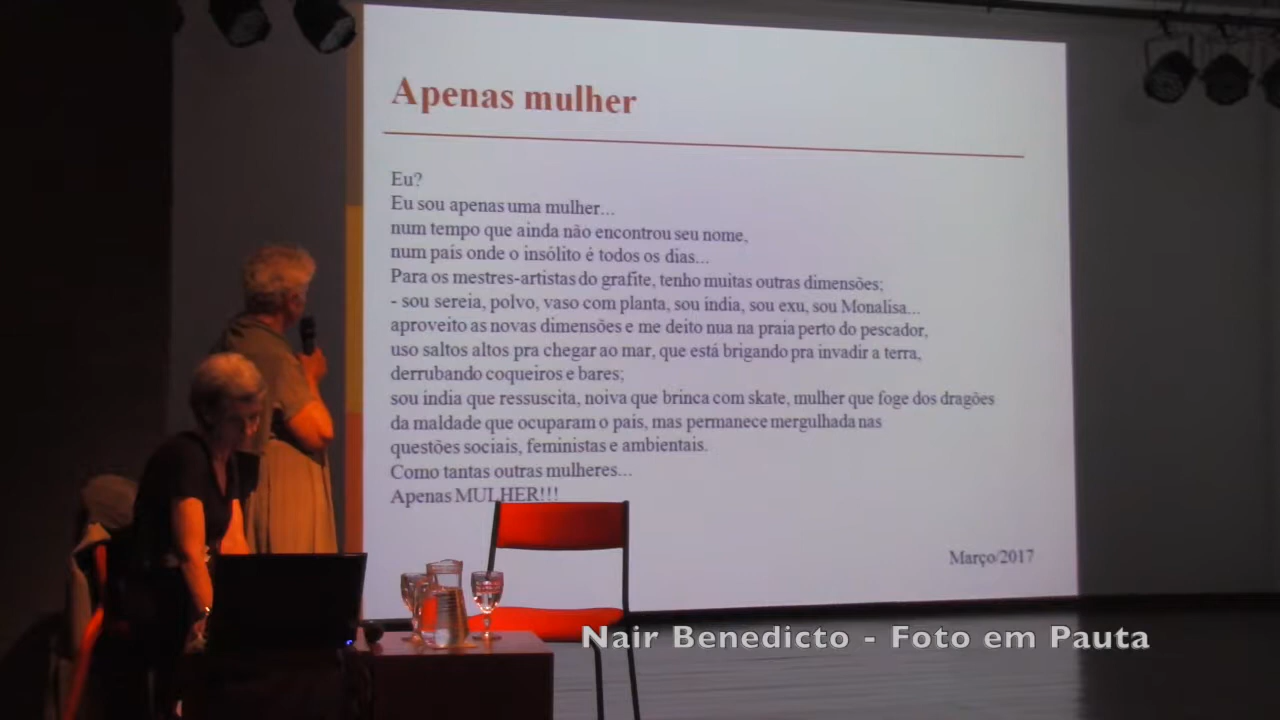 Apenas mulher
Eu?
Eu sou apenas uma mulher...
num tempo que ainda não encontrou seu nome,
num país onde o insólito é todos os dias...
Para os mestres-artistas do grafite, tenho muitas outras dimensões;
- sou sereia, polvo, vaso com planta, sou índia, sou exu, sou Monalisa...
aproveito as novas dimensões e me deito nua na praia perto do pescador,
uso saltos altos pra chegar ao mar, que está brigando pra invadir a terra,
derrubando coqueiros e bares;
sou índia que ressuscita, noiva que brinca com skate, mulher que foge dos dragões
da maldade que ocuparam o país, mas permanece mergulhada nas
questões sociais, feministas e ambientais.
Como tantas outras mulheres...
Apenas MULHER!!!
Março/2017
Nair Benedicto - Foto em Pauta